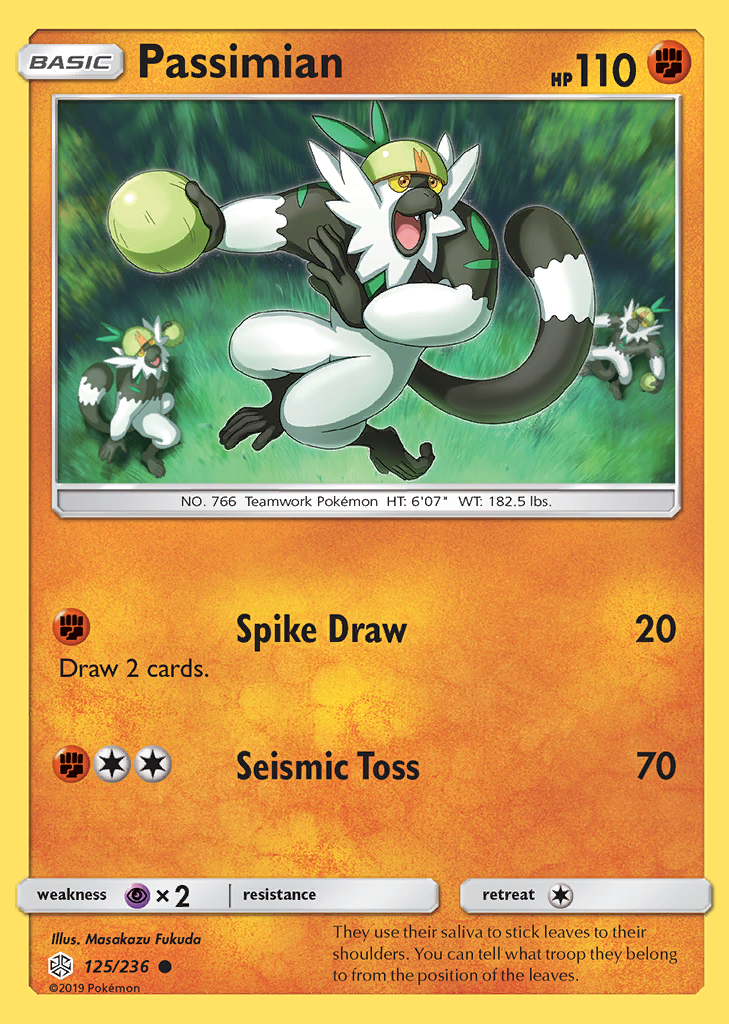 BASIC Passimian HP 110
NO. 766 Teamwork Pokémon HT: 6'07" WT: 182.5 lbs.
Spike Draw 20
Draw 2 cards.
Seismic Toss 70
weakness ×2 resistance retreat
Illus. Masakazu Fukuda
125/236
©2019 Pokémon
They use their saliva to stick leaves to their
shoulders. You can tell what troop they belong
to from the position of the leaves.